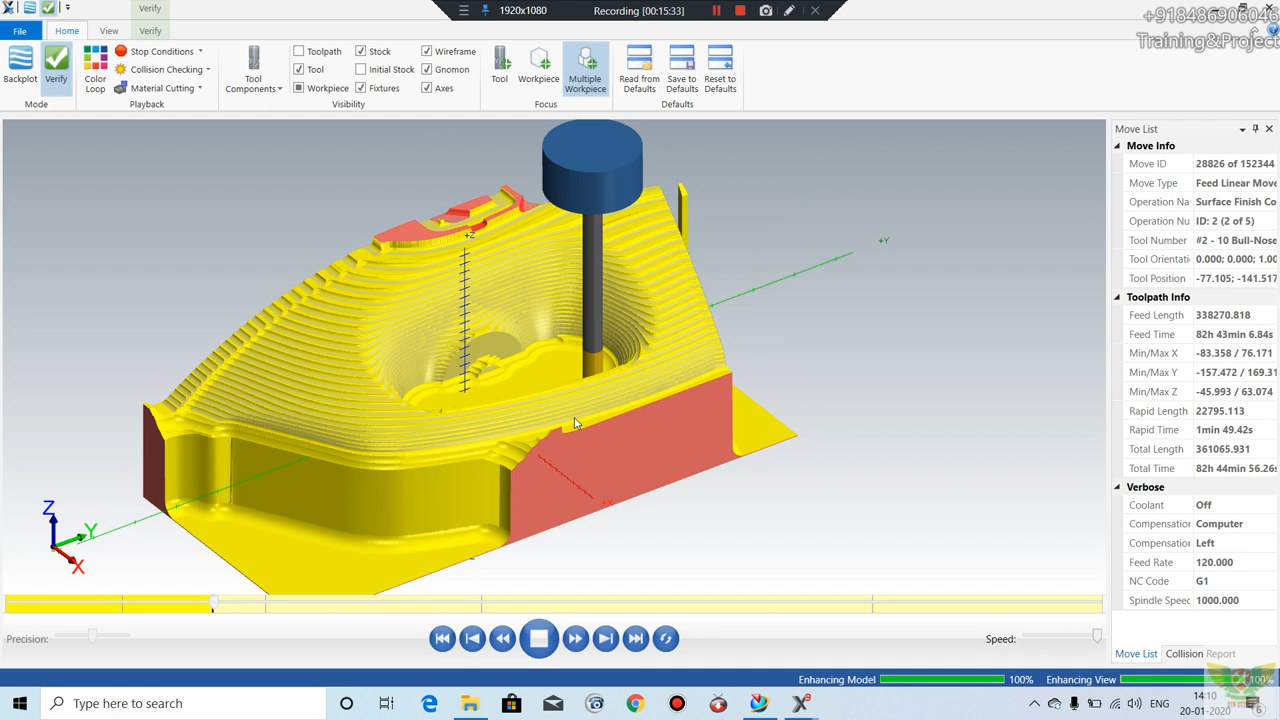 1920x1080
Recording [00:15:33]
+918486906046
Training&Project
Verify
File
Home
View
Verify
Backplot
Verify
Mode
Color
Loop
Stop Conditions
Collision Checking
Material Cutting
Playback
Tool
Components
Toolpath
Stock
Wireframe
Tool
Initial Stock
Gnomon
Workpiece
Fixtures
Axes
Visibility
Tool
Workpiece
Multiple
Workpiece
Focus
Read from
Defaults
Save to
Defaults
Reset to
Defaults
Defaults
+Z
+Y
+X
Z
Y
X
Move List
Move Info
Move ID 28826 of 152344
Move Type Feed Linear Move
Operation Na Surface Finish Co
Operation Nu ID: 2 (2 of 5)
Tool Number #2 - 10 Bull-Nose
Tool Orientati 0.000; 0.000; 1.00
Tool Position -77.105; -141.517
Toolpath Info
Feed Length 338270.818
Feed Time 82h 43min 6.84s
Min/Max X -83.358 / 76.171
Min/Max Y -157.472 / 169.31
Min/Max Z -45.993 / 63.074
Rapid Length 22795.113
Rapid Time 1min 49.42s
Total Length 361065.931
Total Time 82h 44min 56.26s
Verbose
Coolant Off
Compensation Computer
Compensation Left
Feed Rate 120.000
NC Code G1
Spindle Speed 1000.000
Precision:
Speed:
Move List
Collision Report
Enhancing Model 100%
Enhancing View 100%
Type here to search
ENG
14:10
20-01-2020
6